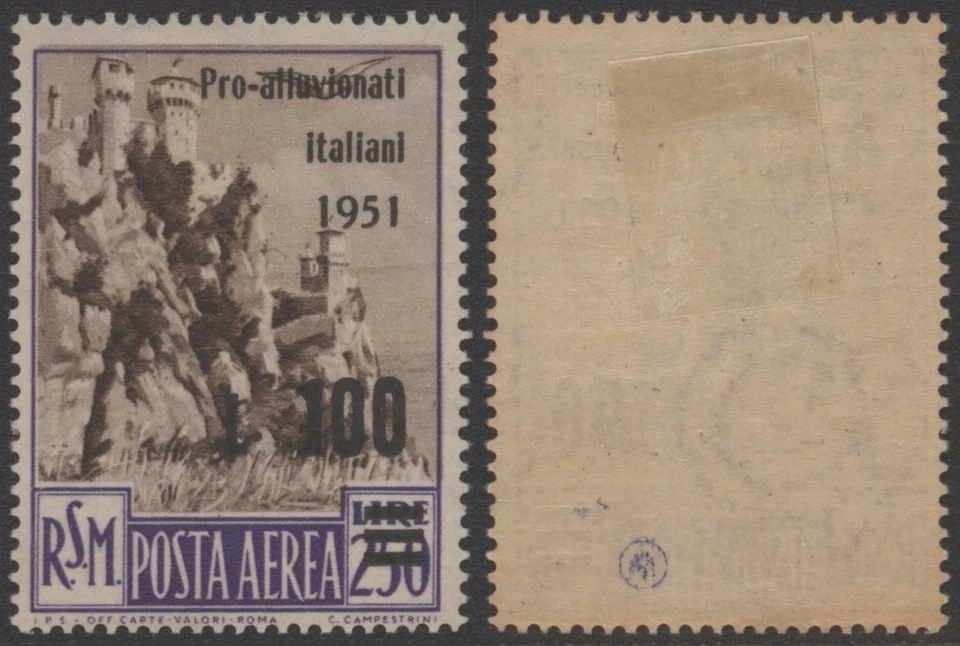 Pro-alluvionati
italiani
1951
L. 100
LIRE
250
R.S.M.
POSTA AEREA
I P S - OFF. CARTE-VALORI-ROMA
C. CAMPESTRINI